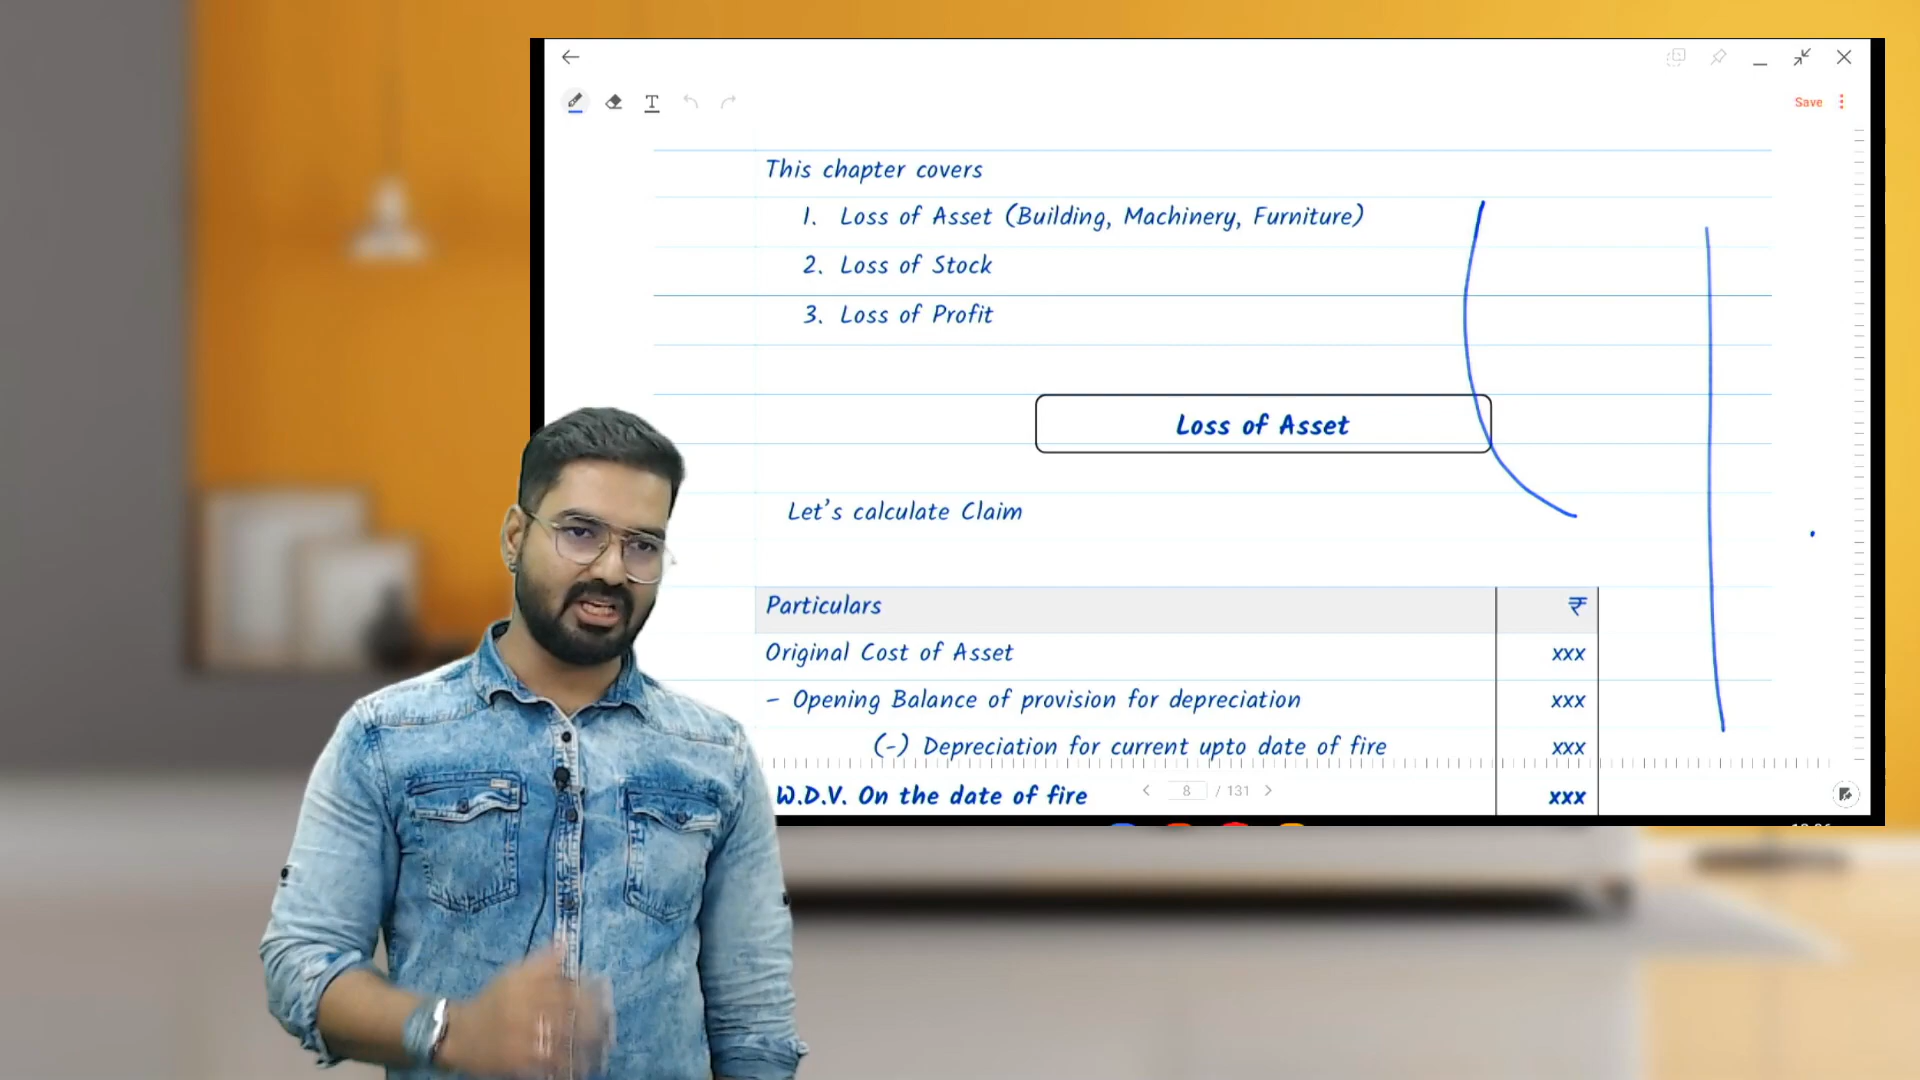 Save
This chapter covers
1. Loss of Asset (Building, Machinery, Furniture)
2. Loss of Stock
3. Loss of Profit
Loss of Asset
Let's calculate Claim
Particulars ₹
Original Cost of Asset xxx
- Opening Balance of provision for depreciation xxx
(-) Depreciation for current upto date of fire xxx
W.D.V. On the date of fire xxx
8 / 131